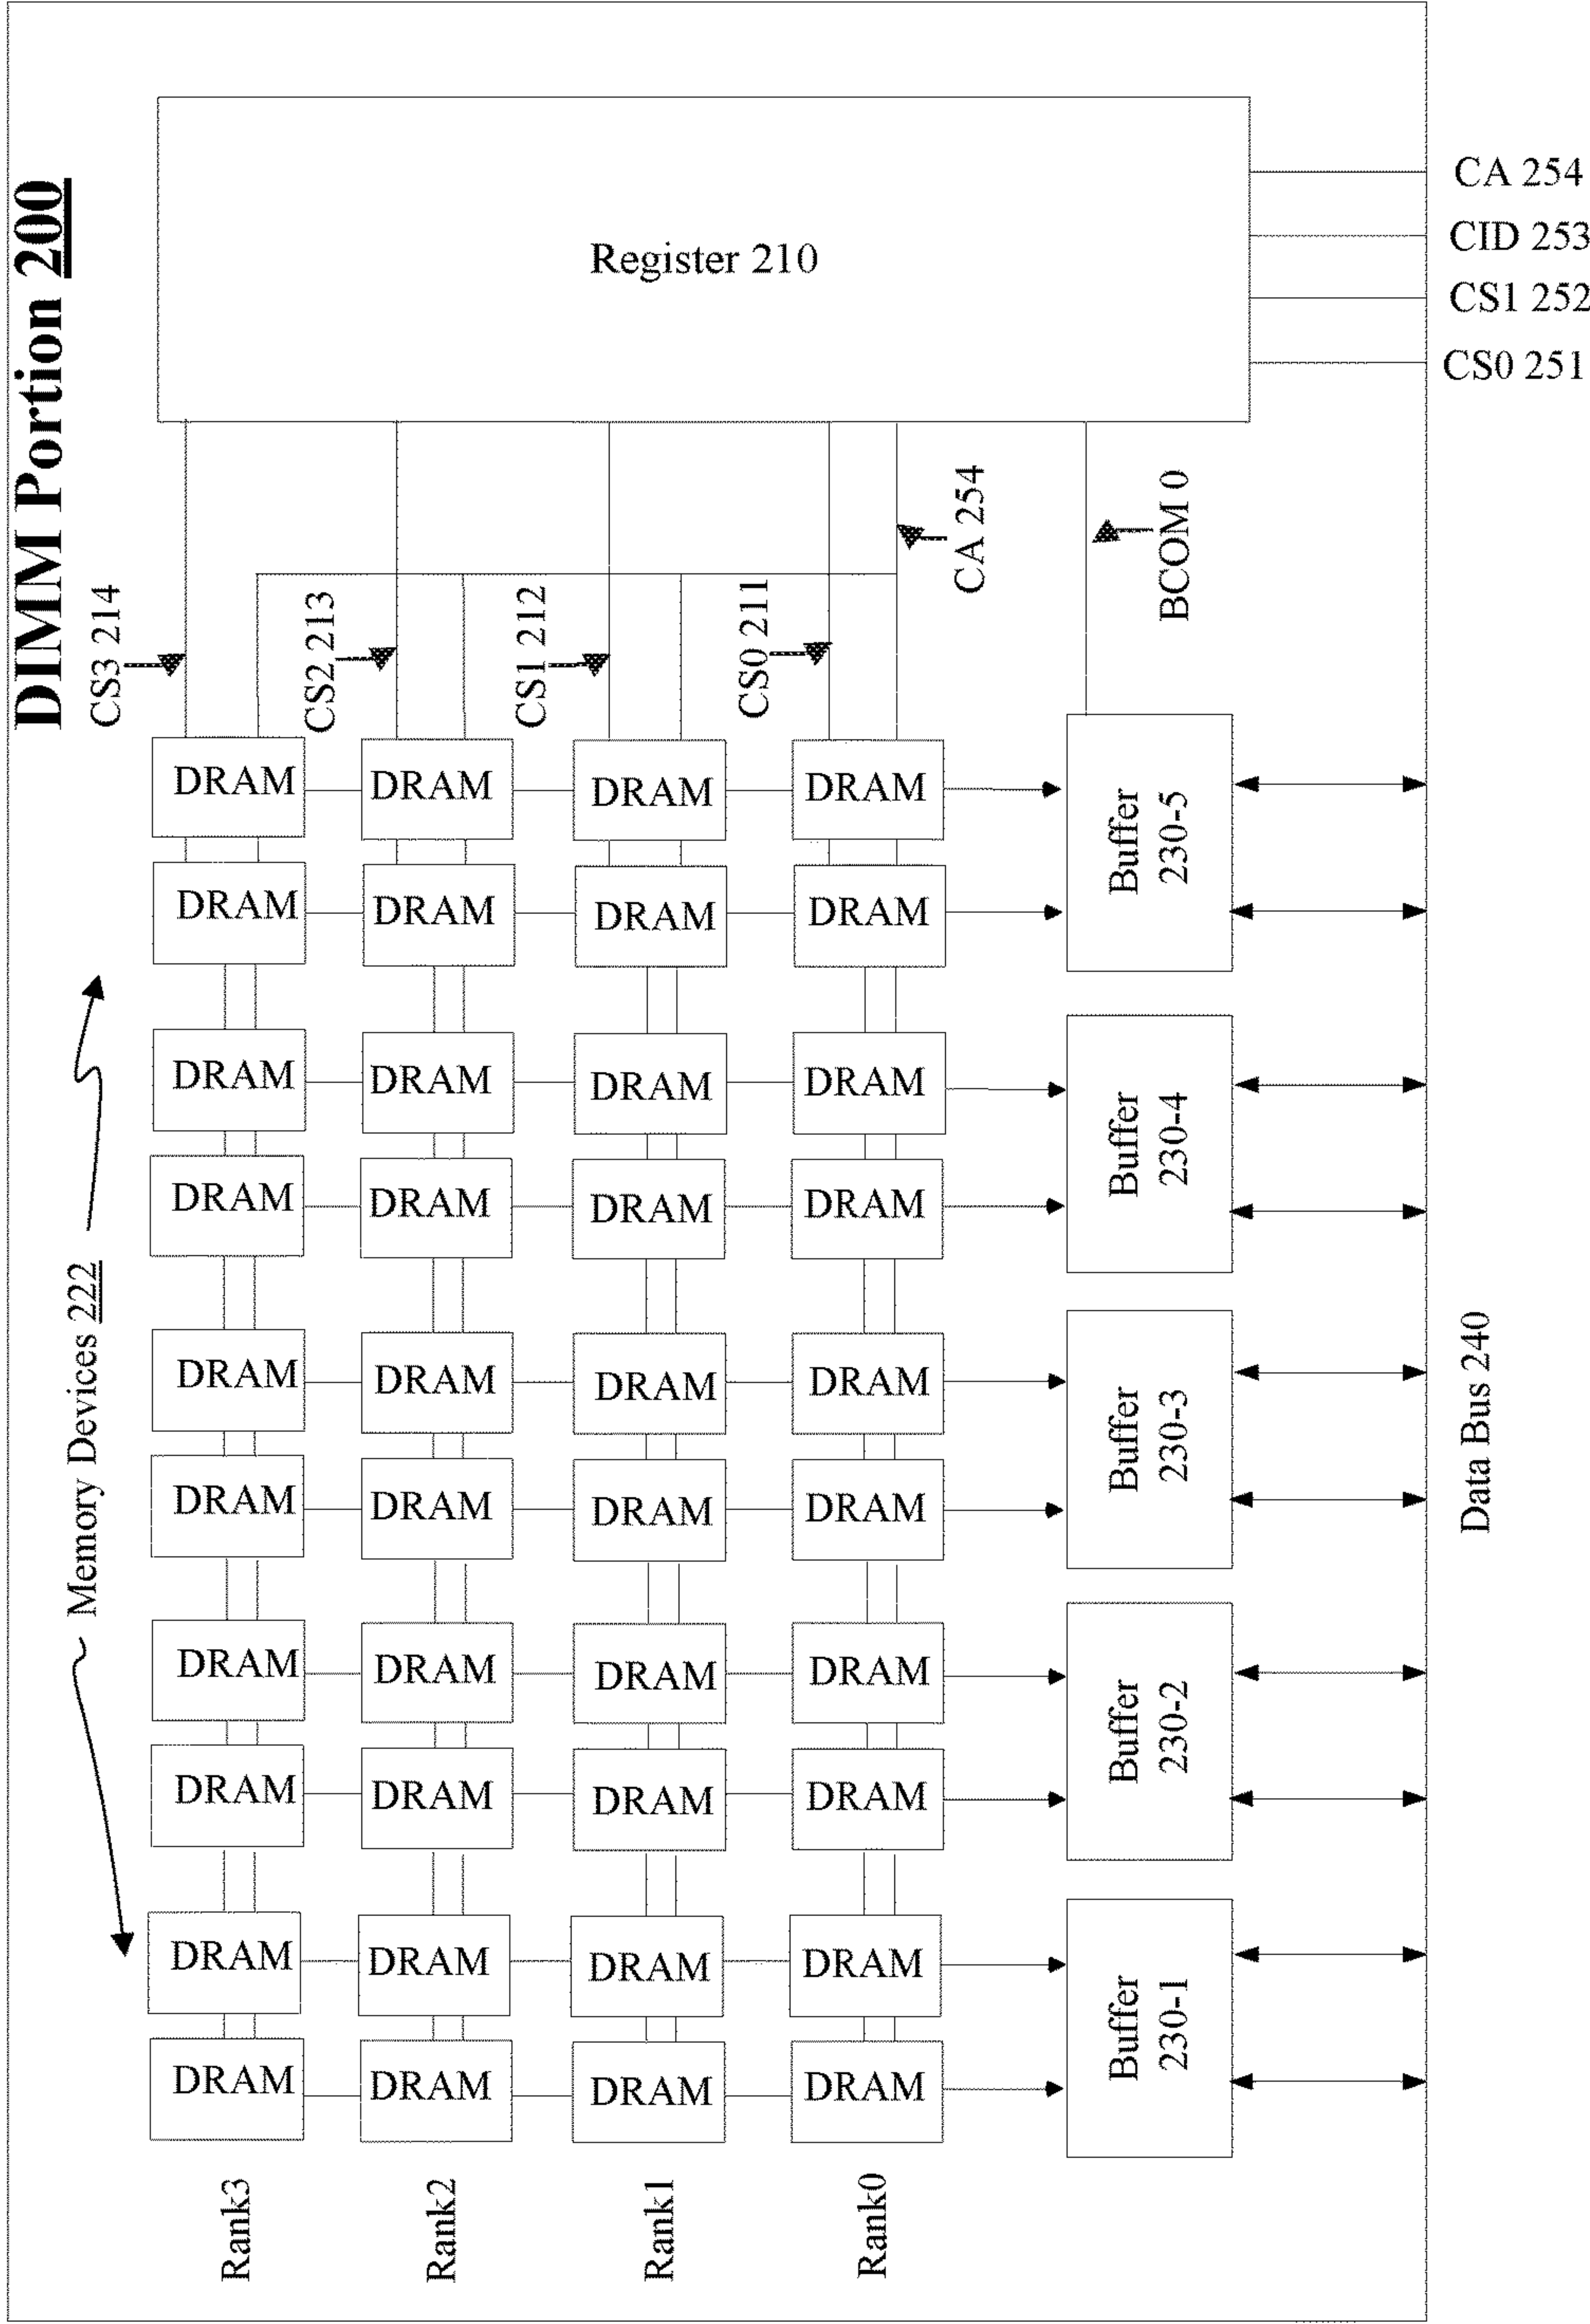 DIMM Portion 200
Memory Devices 222
CS3 214
Rank3
DRAM
DRAM
DRAM
DRAM
DRAM
DRAM
DRAM
DRAM
DRAM
DRAM
CS2 213
Rank2
DRAM
DRAM
DRAM
DRAM
DRAM
DRAM
DRAM
DRAM
DRAM
DRAM
CS1 212
Rank1
DRAM
DRAM
DRAM
DRAM
DRAM
DRAM
DRAM
DRAM
DRAM
DRAM
CS0 211
Rank0
DRAM
DRAM
DRAM
DRAM
DRAM
DRAM
DRAM
DRAM
DRAM
DRAM
Register 210
CA 254
BCOM 0
Buffer
230-1
Buffer
230-2
Buffer
230-3
Buffer
230-4
Buffer
230-5
Data Bus 240
CS0 251
CS1 252
CID 253
CA 254